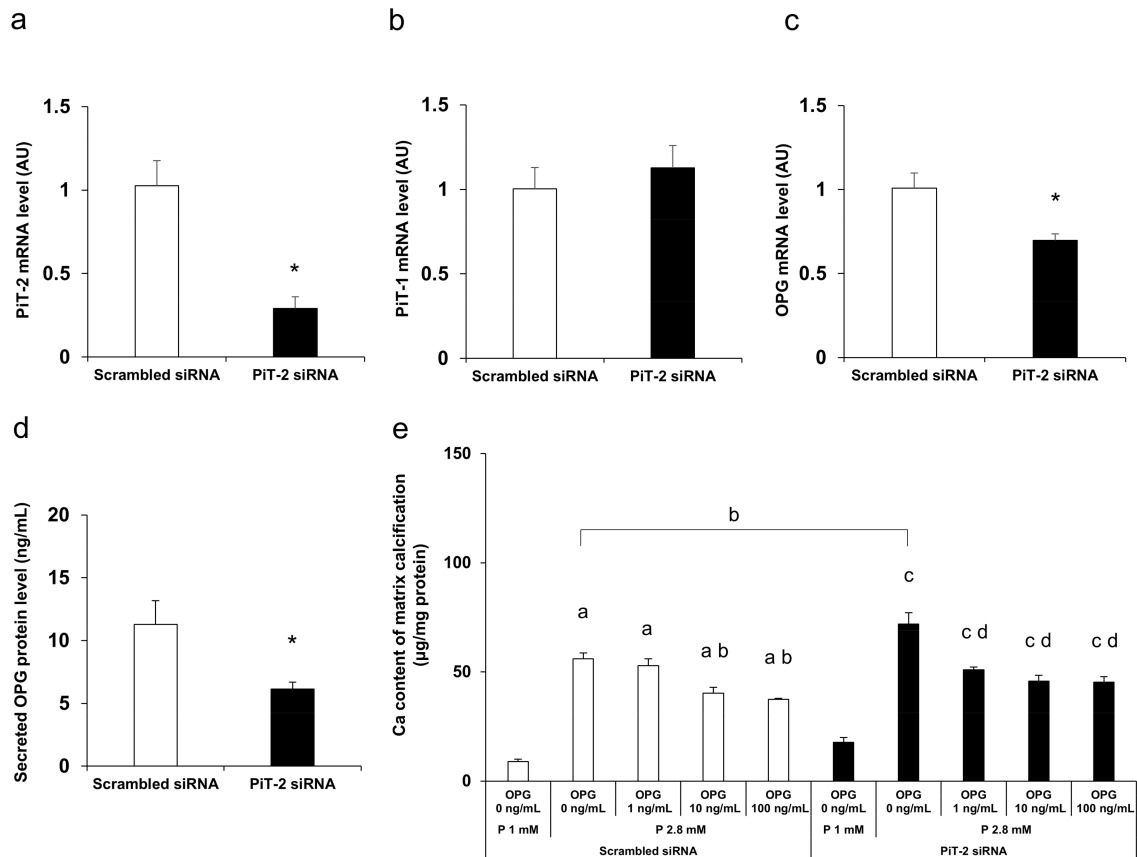 a
b
c
PiT-2 mRNA level (AU)
1.5
1
0.5
0
*
Scrambled siRNA PiT-2 siRNA
PiT-1 mRNA level (AU)
1.5
1
0.5
0
Scrambled siRNA PiT-2 siRNA
OPG mRNA level (AU)
1.5
1
0.5
0
*
Scrambled siRNA PiT-2 siRNA
d
Secreted OPG protein level (ng/mL)
20
15
10
5
0
*
Scrambled siRNA PiT-2 siRNA
e
Ca content of matrix calcification
(μg/mg protein)
150
100
50
0
b
a a a b a b c c d c d c d
OPG OPG OPG OPG OPG OPG OPG OPG OPG OPG
0 ng/mL 0 ng/mL 1 ng/mL 10 ng/mL 100 ng/mL 0 ng/mL 0 ng/mL 1 ng/mL 10 ng/mL 100 ng/mL
P 1 mM P 2.8 mM P 1 mM P 2.8 mM
Scrambled siRNA PiT-2 siRNA